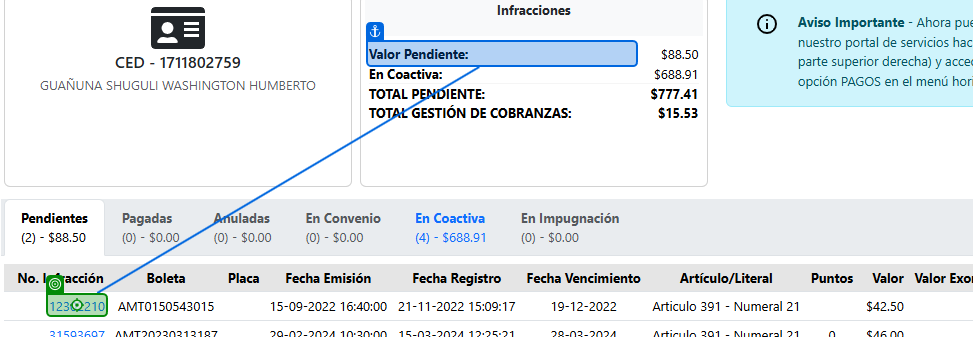 Infracciones
CED - 1711802759
GUAÑUNA SHUGULI WASHINGTON HUMBERTO
Valor Pendiente: $88.50
En Coactiva: $688.91
TOTAL PENDIENTE: $777.41
TOTAL GESTIÓN DE COBRANZAS: $15.53
Aviso Importante - Ahora pue
nuestro portal de servicios hac
parte superior derecha) y acced
opción PAGOS en el menú hori
Pendientes Pagadas Anuladas En Convenio En Coactiva En Impugnación
(2) - $88.50 (0) - $0.00 (0) - $0.00 (0) - $0.00 (4) - $688.91 (0) - $0.00
No. Infracción Boleta Placa Fecha Emisión Fecha Registro Fecha Vencimiento Artículo/Literal Puntos Valor Valor Exon
AMT0150543015 15-09-2022 16:40:00 21-11-2022 15:09:17 19-12-2022 Articulo 391 - Numeral 21 $42.50
31593697 AMT20230313187 29-02-2024 10:30:00 15-03-2024 12:25:21 28-03-2024 Articulo 391 - Numeral 21 0 $46.00